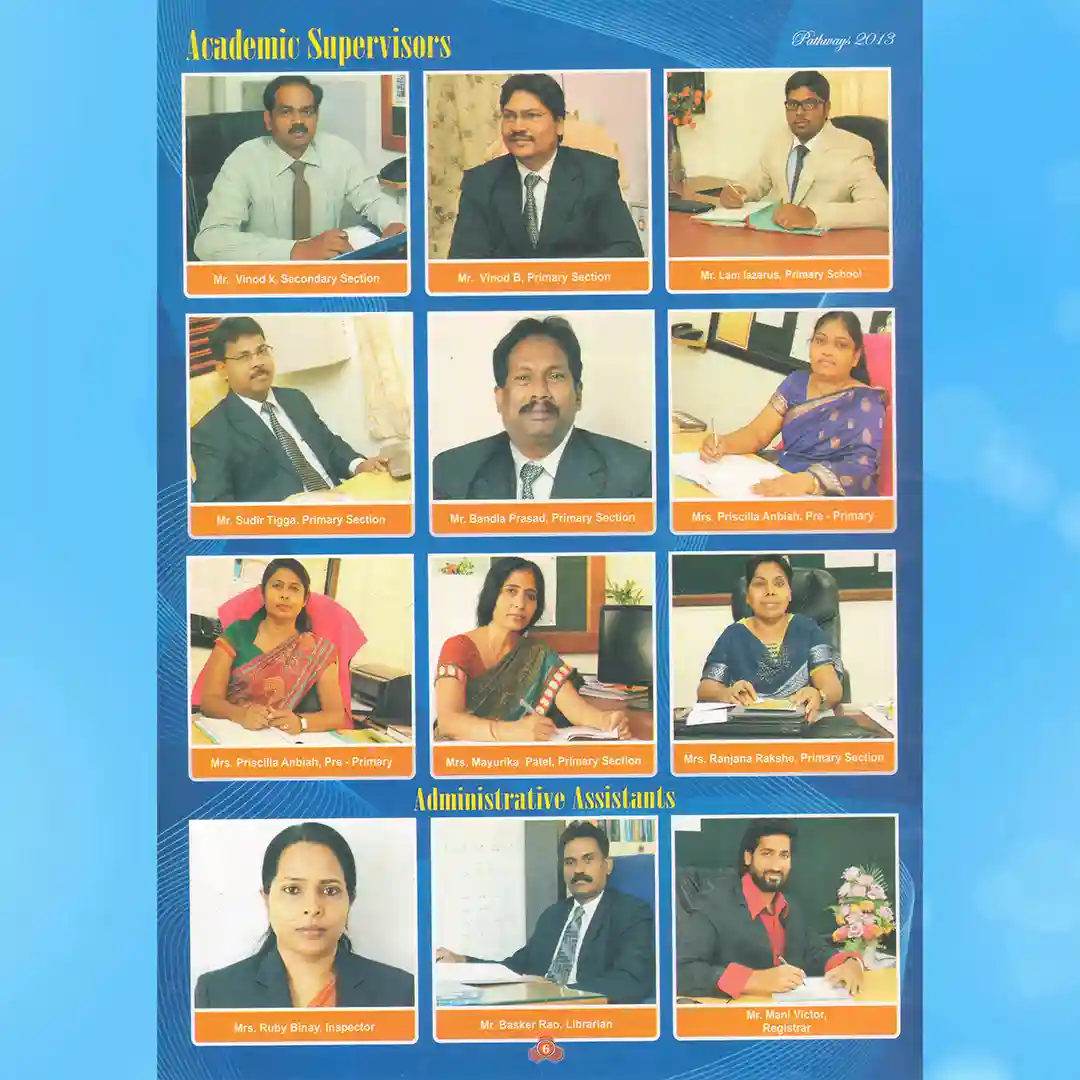 Academic Supervisors
Pathways 2013
Mr. Vinod k, Secondary Section
Mr. Vinod B, Primary Section
Mr. Lam lazarus, Primary School
Mr. Sudir Tigga, Primary Section
Mr. Bandla Prasad, Primary Section
Mrs. Priscilla Anbiah, Pre - Primary
Mrs. Priscilla Anbiah, Pre - Primary
Mrs. Mayurika Patel, Primary Section
Mrs. Ranjana Rakshe, Primary Section
Administrative Assistants
Mrs. Ruby Binay, Inspector
Mr. Basker Rao, Librarian
Mr. Mani Victor,
Registrar
6